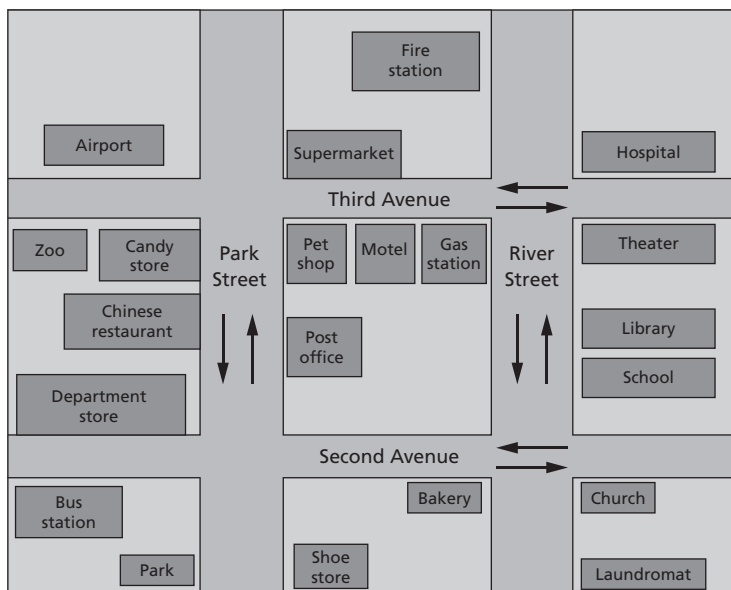 Fire
station
Airport
Supermarket
Hospital
Third Avenue
Zoo
Candy
store
Park
Street
Pet
shop
Motel
Gas
station
River
Street
Theater
Chinese
restaurant
Post
office
Library
School
Department
store
Second Avenue
Bus
station
Bakery
Church
Park
Shoe
store
Laundromat